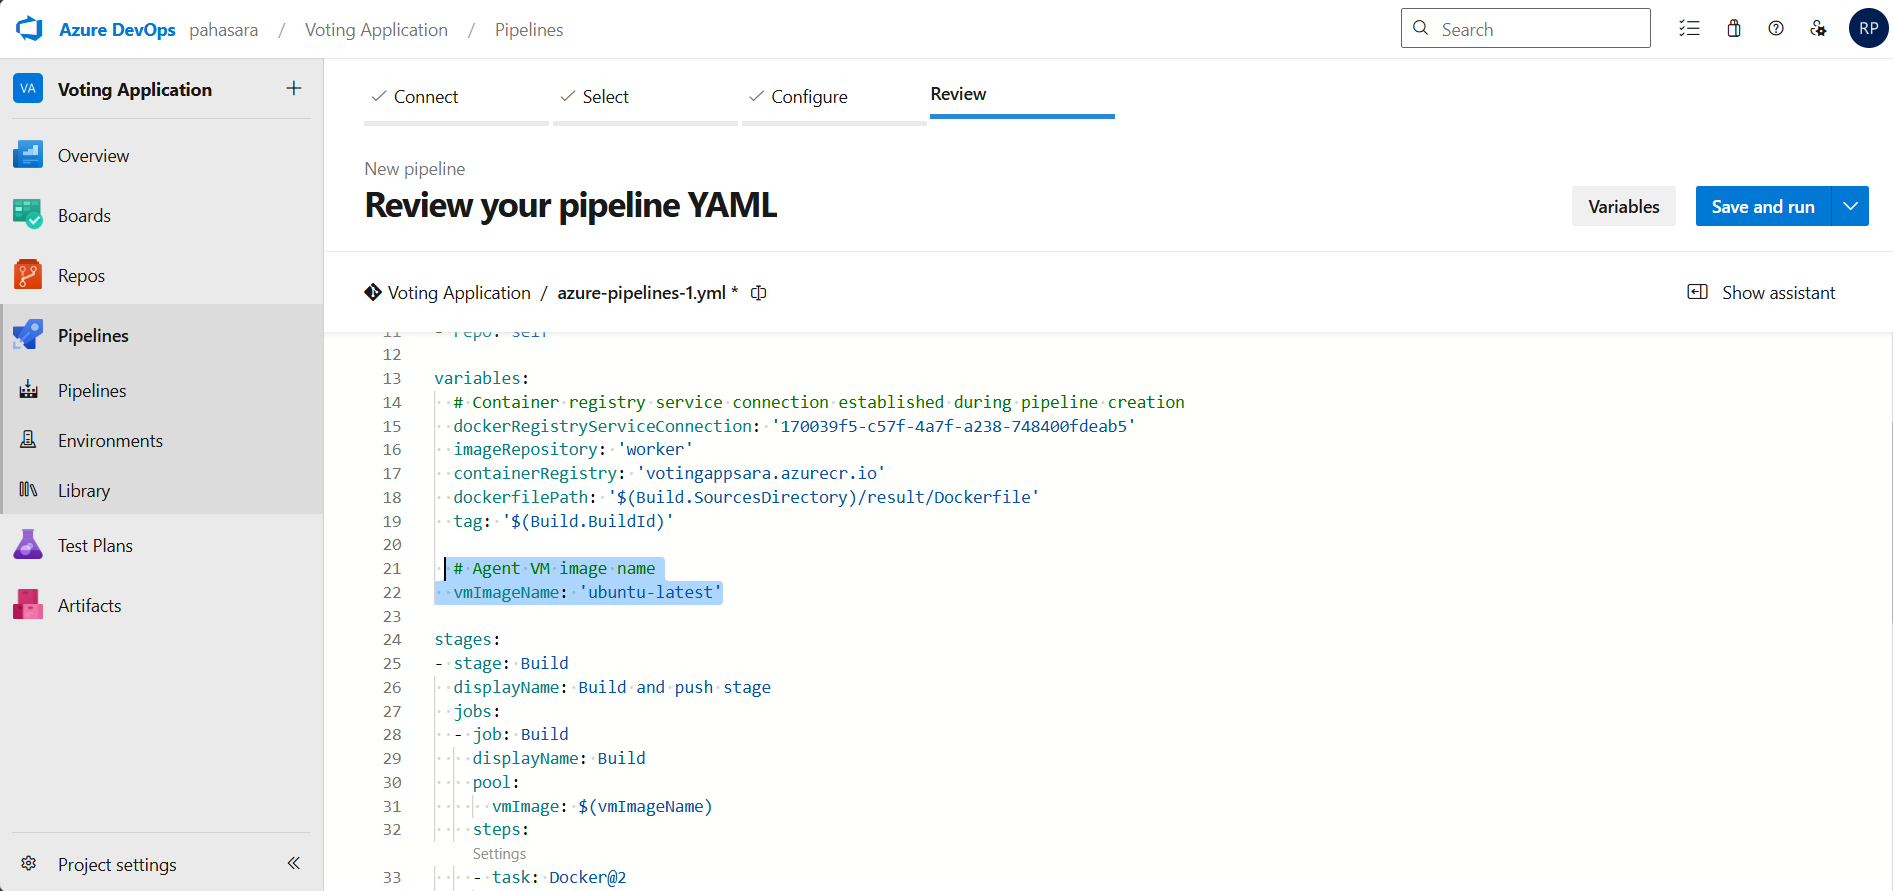 Azure DevOps pahasara / Voting Application / Pipelines
Search
RP
VA Voting Application
Overview
Boards
Repos
Pipelines
Pipelines
Environments
Library
Test Plans
Artifacts
Project settings
Connect
Select
Configure
Review
New pipeline
Review your pipeline YAML
Variables
Save and run
Voting Application / azure-pipelines-1.yml *
Show assistant
11 - repo: self
12
13 variables:
14 # Container registry service connection established during pipeline creation
15 dockerRegistryServiceConnection: '170039f5-c57f-4a7f-a238-748400fdeab5'
16 imageRepository: 'worker'
17 containerRegistry: 'votingappsara.azurecr.io'
18 dockerfilePath: '$(Build.SourcesDirectory)/result/Dockerfile'
19 tag: '$(Build.BuildId)'
20
21 # Agent VM image name
22 vmImageName: 'ubuntu-latest'
23
24 stages:
25 - stage: Build
26 displayName: Build and push stage
27 jobs:
28 - job: Build
29 displayName: Build
30 pool:
31 vmImage: $(vmImageName)
32 steps:
Settings
33 - task: Docker@2